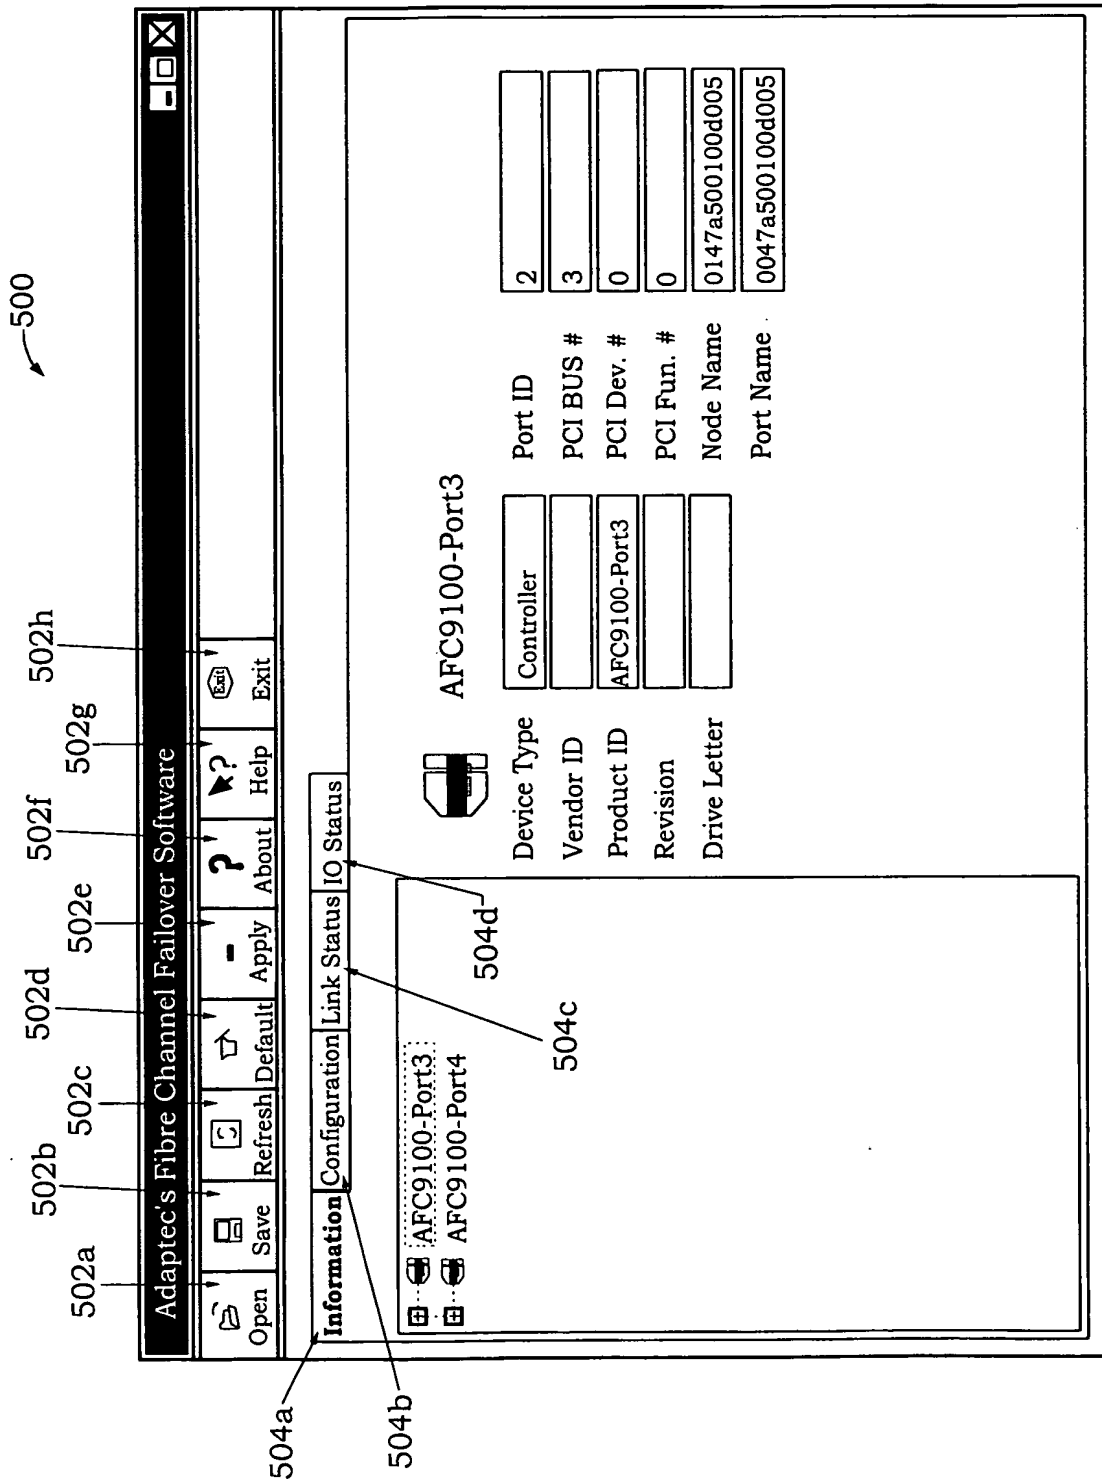 500
502a
502b
502c
502d
502e
502f
502g
502h
Adaptec's Fibre Channel Failover Software
Open
Save
Refresh
Default
Apply
About
Help
Exit
Exit
504a
Information
Configuration
Link Status
IO Status
504b
504c
504d
AFC9100-Port3
AFC9100-Port4
AFC9100-Port3
Device Type Controller Port ID 2
Vendor ID PCI BUS # 3
Product ID AFC9100-Port3 PCI Dev. # 0
Revision PCI Fun. # 0
Drive Letter Node Name 0147a500100d005
Port Name 0047a500100d005